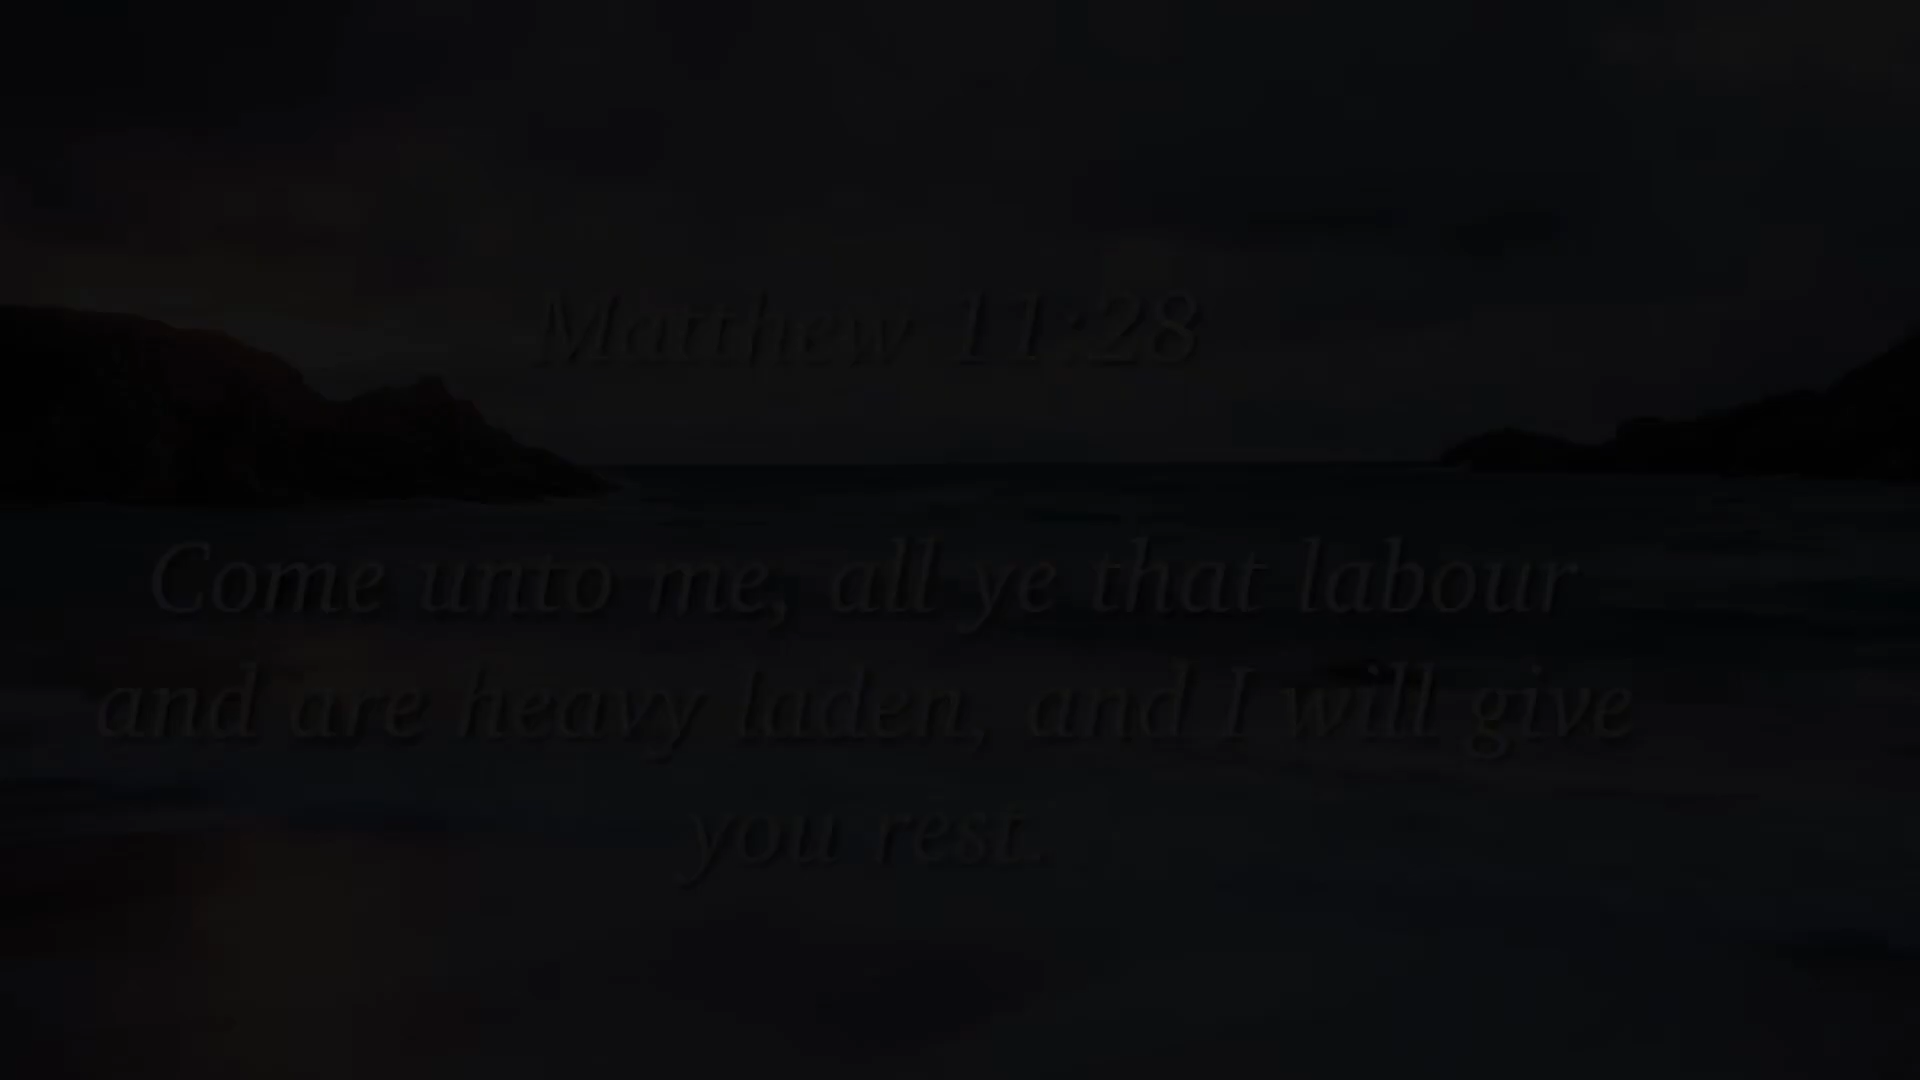 Matthew 11:28
Come unto me, all ye that labour
and are heavy laden, and I will give
you rest.